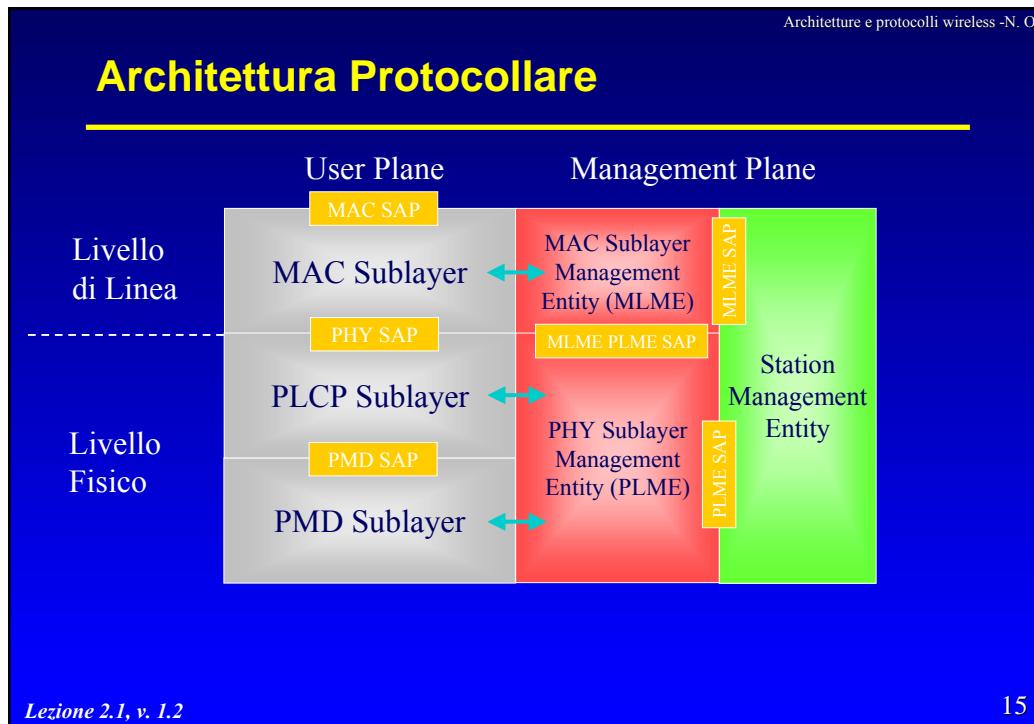 Architetture e protocolli wireless -N. O
Architettura Protocollare
User Plane
Management Plane
MAC SAP
Livello
di Linea
MAC Sublayer
MAC Sublayer
Management
Entity (MLME)
MLME SAP
PHY SAP
MLME PLME SAP
Station
Management
Entity
PLCP Sublayer
Livello
Fisico
PHY Sublayer
Management
Entity (PLME)
PLME SAP
PMD SAP
PMD Sublayer
Lezione 2.1, v. 1.2
15